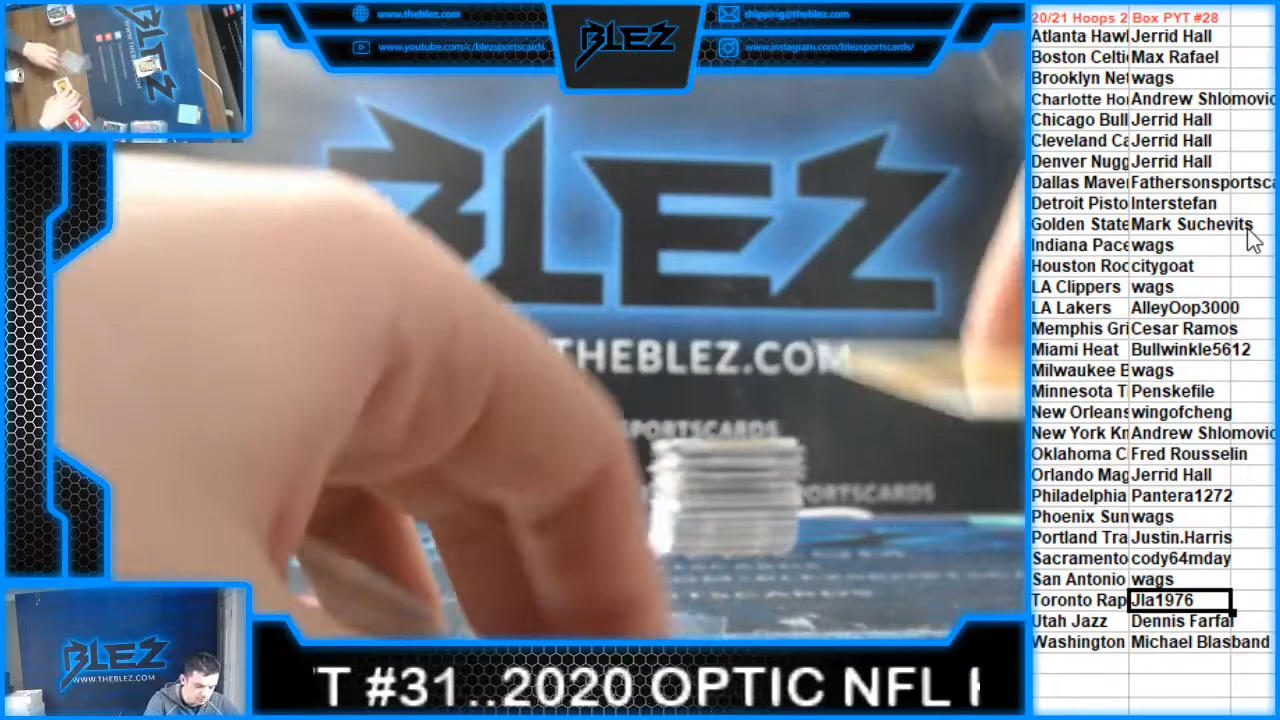 www.theblez.com
shipping@theblez.com
www.youtube.com/c/blezsportscards
www.instagram.com/blezsportscards/
BLEZ
BLEZ
THEBLEZ.COM
SPORTSCARDS
PORTSCARDS
BLEZ
BLEZ
WWW.THEBLEZ.COM
T #31..2020 OPTIC NFL
20/21 Hoops 2 Box PYT #28
Atlanta Hawl Jerrid Hall
Boston Celti Max Rafael
Brooklyn Net wags
Charlotte Hor Andrew Shlomovic
Chicago Bull Jerrid Hall
Cleveland Ca Jerrid Hall
Denver Nugg Jerrid Hall
Dallas Maver Fathersonsportsca
Detroit Pisto Interstefan
Golden State Mark Suchevits
Indiana Pace wags
Houston Roc citygoat
LA Clippers wags
LA Lakers AlleyOop3000
Memphis Gri Cesar Ramos
Miami Heat Bullwinkle5612
Milwaukee B wags
Minnesota T Penskefile
New Orleans wingofcheng
New York Kn Andrew Shlomovic
Oklahoma C Fred Rousselin
Orlando Mag Jerrid Hall
Philadelphia Pantera1272
Phoenix Sun wags
Portland Tra Justin.Harris
Sacramento cody64mday
San Antonio wags
Toronto Rap Jla1976
Utah Jazz Dennis Farfal
Washington Michael Blasband